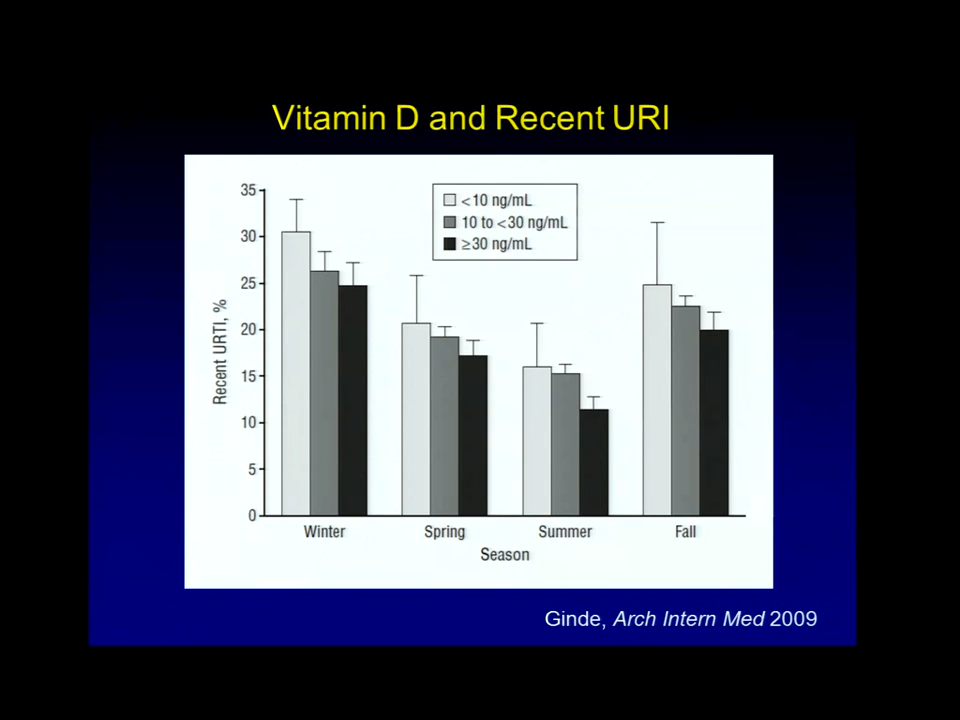 Vitamin D and Recent URI
<10 ng/mL
10 to <30 ng/mL
≥30 ng/mL
Recent URTI, %
35
30
25
20
15
10
5
0
Winter Spring Summer Fall
Season
Ginde, Arch Intern Med 2009